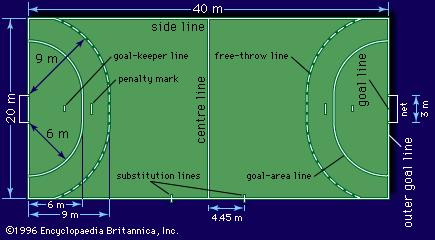 40 m
side line
goal-keeper line
free-throw line
9 m
penalty mark
goal line
20 m
centre line
net
3 m
6 m
outer goal line
substitution lines
goal-area line
6 m
9 m
4.45 m
©1996 Encyclopaedia Britannica, Inc.